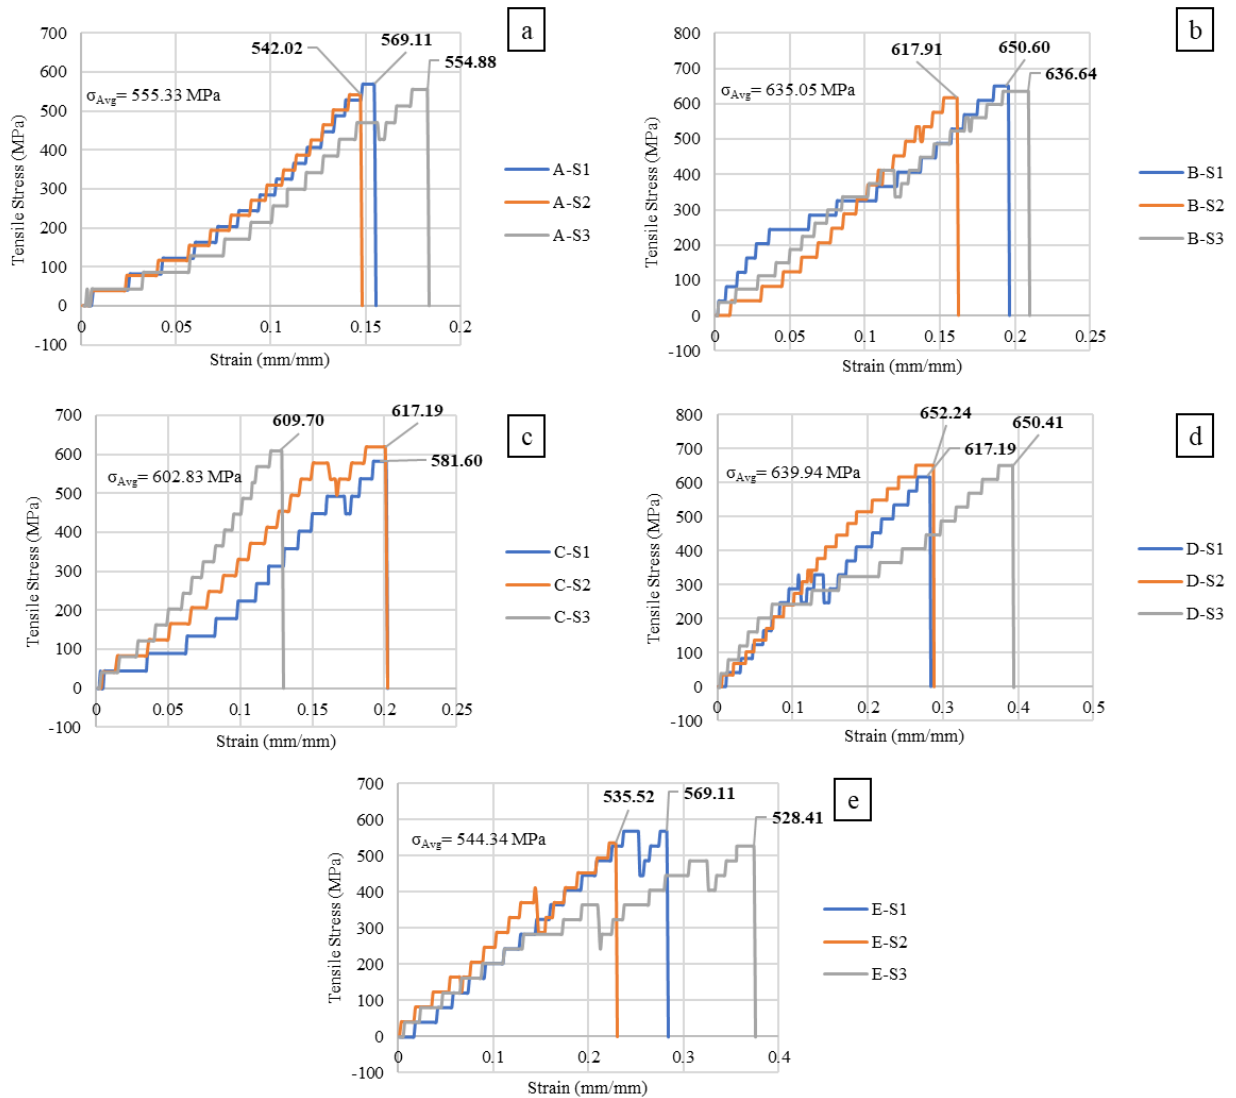 a
700
600
500
400
300
200
100
0
-100
Tensile Stress (MPa)
σAvg= 555.33 MPa
542.02
569.11
554.88
0
0.05
0.1
0.15
0.2
Strain (mm/mm)
A-S1
A-S2
A-S3
b
800
700
600
500
400
300
200
100
0
-100
Tensile Stress (MPa)
σAvg= 635.05 MPa
617.91
650.60
636.64
0
0.05
0.1
0.15
0.2
0.25
Strain (mm/mm)
B-S1
B-S2
B-S3
c
700
600
500
400
300
200
100
0
-100
Tensile Stress (MPa)
σAvg= 602.83 MPa
609.70
617.19
581.60
0
0.05
0.1
0.15
0.2
0.25
Strain (mm/mm)
C-S1
C-S2
C-S3
d
800
700
600
500
400
300
200
100
0
-100
Tensile Stress (MPa)
σAvg= 639.94 MPa
652.24
617.19
650.41
0
0.1
0.2
0.3
0.4
0.5
Strain (mm/mm)
D-S1
D-S2
D-S3
e
700
600
500
400
300
200
100
0
-100
Tensile Stress (MPa)
σAvg= 544.34 MPa
535.52
569.11
528.41
0
0.1
0.2
0.3
0.4
Strain (mm/mm)
E-S1
E-S2
E-S3